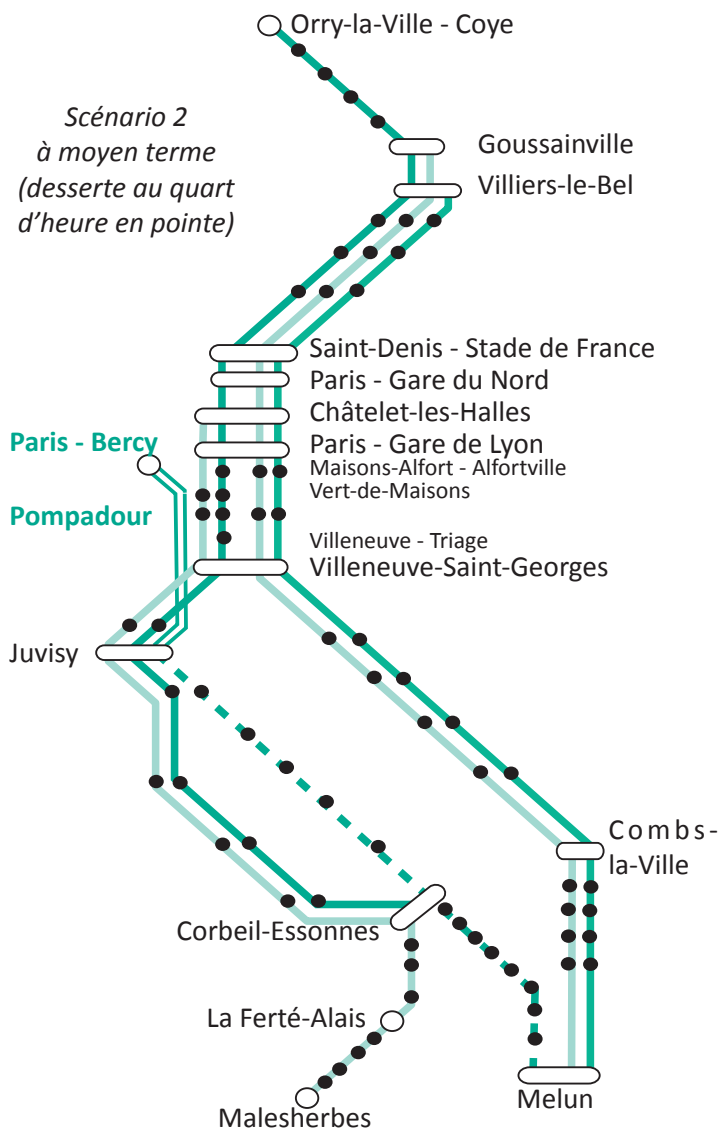 Orry-la-Ville - Coye
Scénario 2
à moyen terme
(desserte au quart
d'heure en pointe)
Goussainville
Villiers-le-Bel
Saint-Denis - Stade de France
Paris - Gare du Nord
Châtelet-les-Halles
Paris - Bercy
Paris - Gare de Lyon
Maisons-Alfort - Alfortville
Vert-de-Maisons
Pompadour
Villeneuve - Triage
Villeneuve-Saint-Georges
Juvisy
Combs-
la-Ville
Corbeil-Essonnes
La Ferté-Alais
Melun
Malesherbes